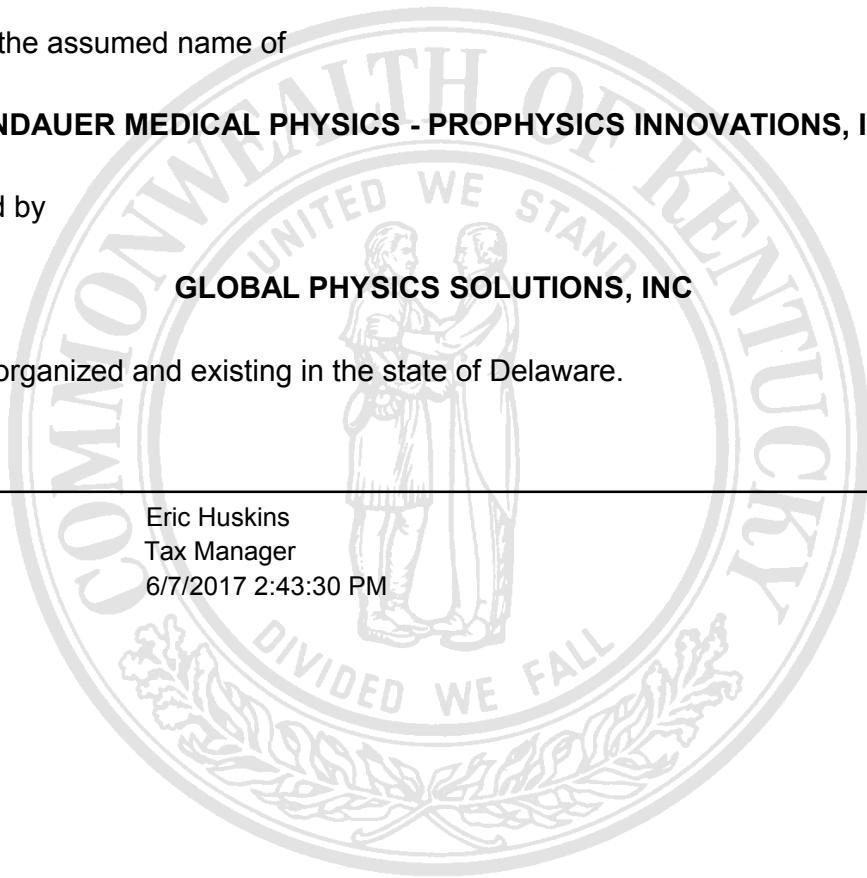 the assumed name of
NDAUER MEDICAL PHYSICS - PROPHYSICS INNOVATIONS, I
d by
GLOBAL PHYSICS SOLUTIONS, INC
organized and existing in the state of Delaware.
Eric Huskins
Tax Manager
6/7/2017 2:43:30 PM
COMMONWEALTH OF KENTUCKY
UNITED WE STAND
DIVIDED WE FALL